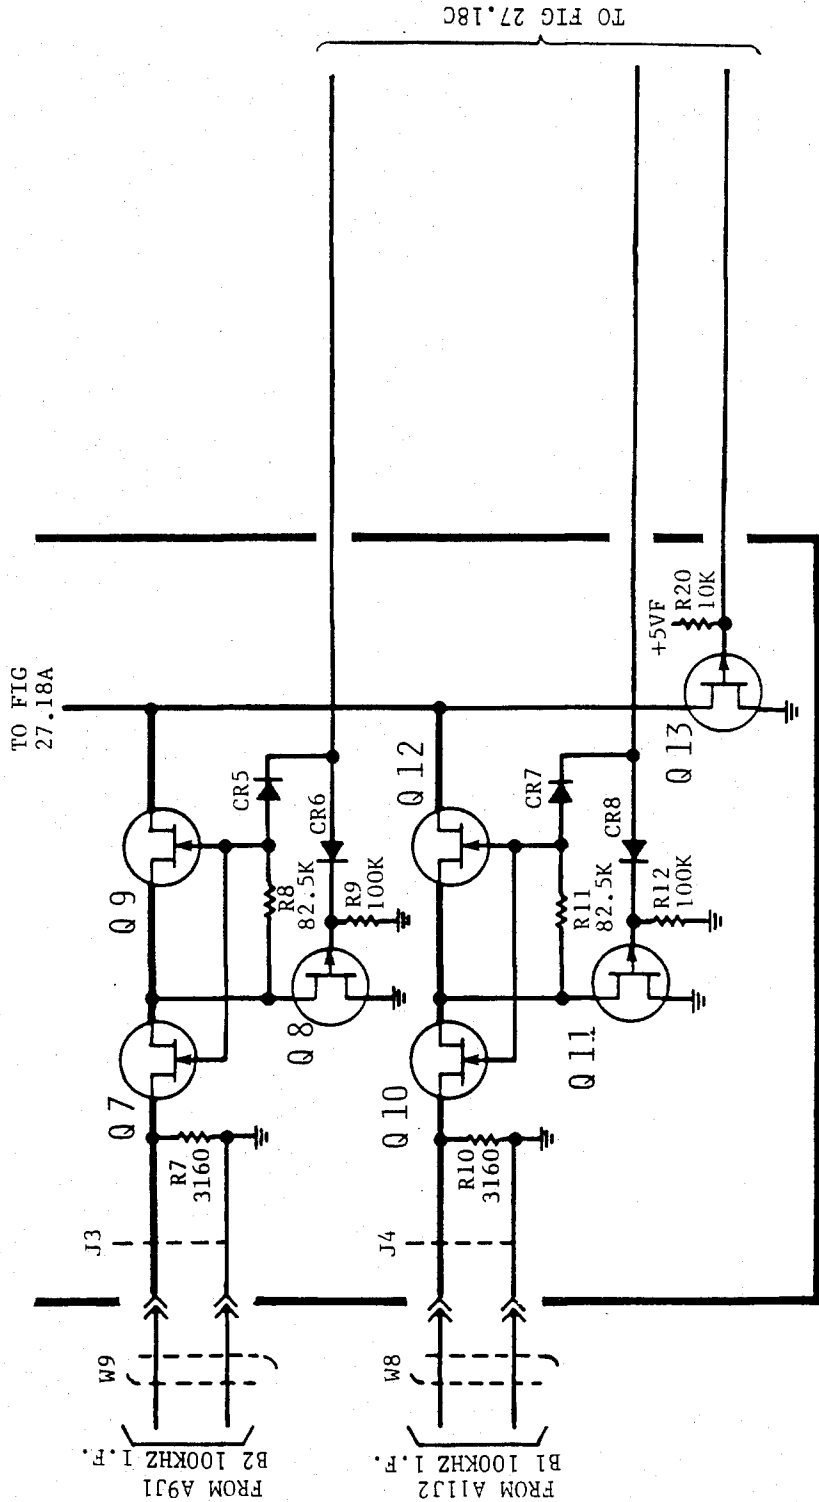 TO FIG 27.18C
TO FIG
27.18A
+5VF
R20
10K
Q13
Q9
Q12
CR5
CR6
CR7
CR8
R8
82.5K
R9
100K
R11
82.5K
R12
100K
Q8
Q11
Q7
Q10
R7
3160
R10
3160
J3
J4
W9
W8
FROM A9J1
B2 100KHZ I.F.
FROM A11J2
B1 100KHZ I.F.